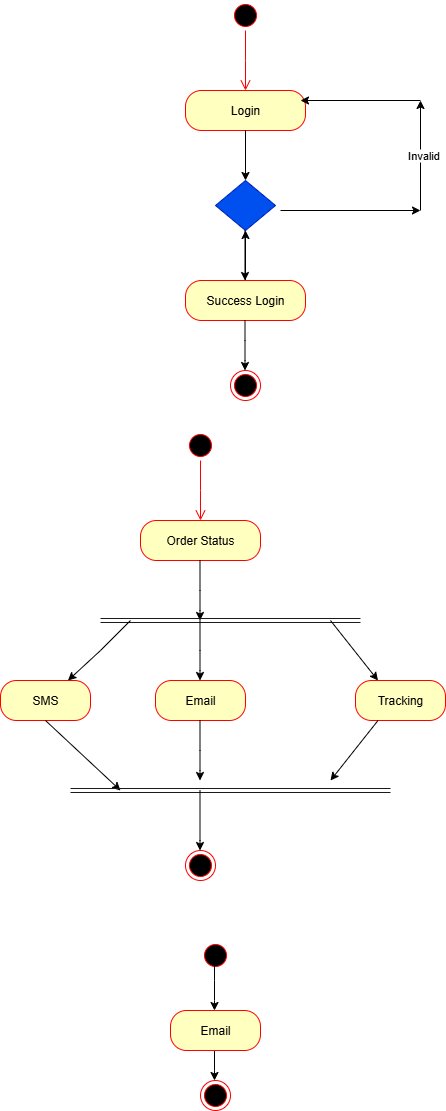 Login
Invalid
Success Login
Order Status
SMS
Email
Tracking
Email